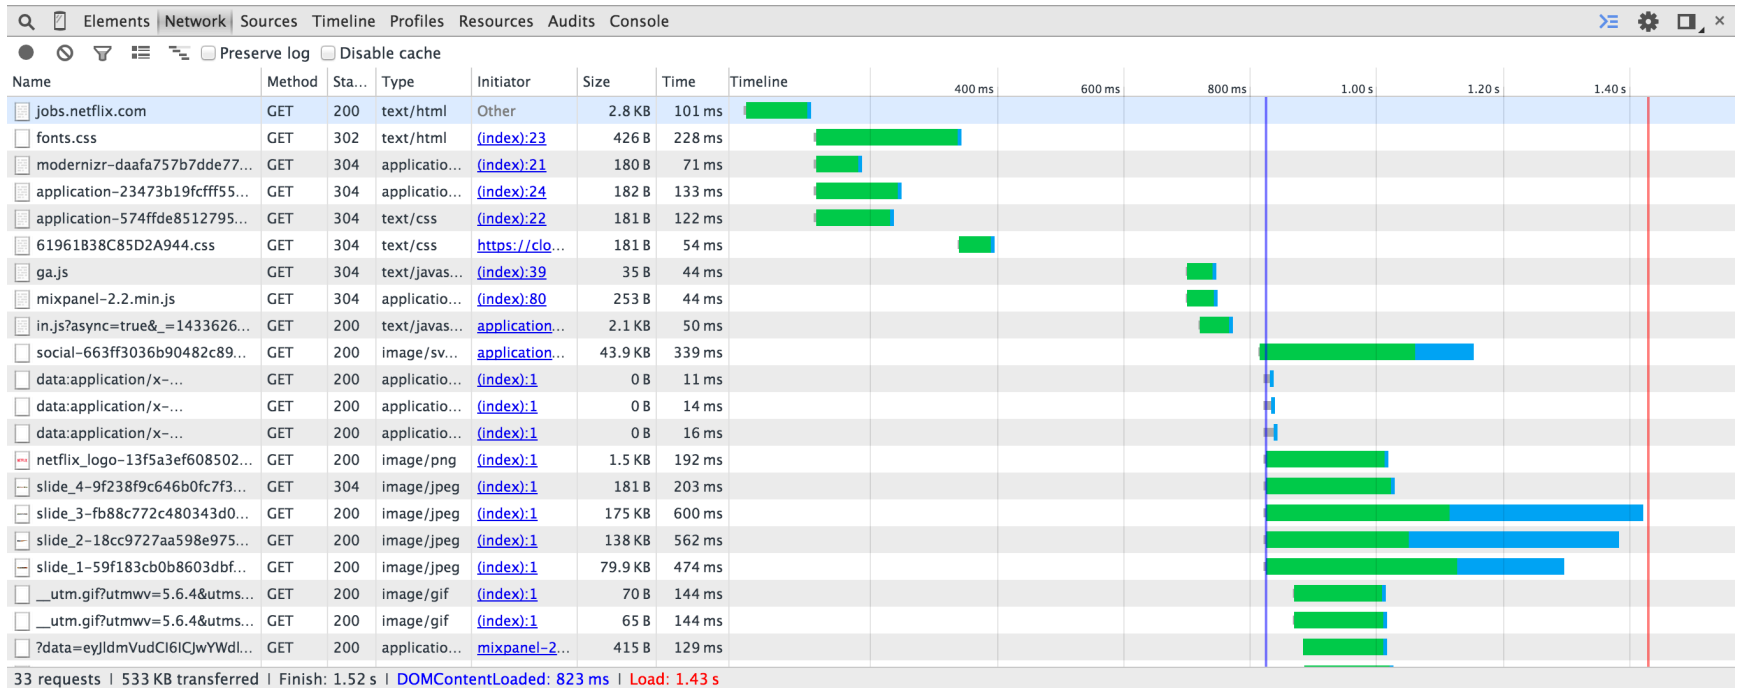 Elements Network Sources Timeline Profiles Resources Audits Console
Preserve log Disable cache
Name Method Sta... Type Initiator Size Time Timeline 400 ms 600 ms 800 ms 1.00 s 1.20 s 1.40 s
jobs.netflix.com GET 200 text/html Other 2.8 KB 101 ms
fonts.css GET 302 text/html (index):23 426 B 228 ms
modernizr-daafa757b7dde77... GET 304 applicatio... (index):21 180 B 71 ms
application-23473b19fcfff55... GET 304 applicatio... (index):24 182 B 133 ms
application-574ffde8512795... GET 304 text/css (index):22 181 B 122 ms
61961B38C85D2A944.css GET 304 text/css https://clo... 181 B 54 ms
ga.js GET 304 text/javas... (index):39 35 B 44 ms
mixpanel-2.2.min.js GET 304 applicatio... (index):80 253 B 44 ms
in.js?async=true&_=1433626... GET 200 text/javas... application... 2.1 KB 50 ms
social-663ff3036b90482c89... GET 200 image/sv... application... 43.9 KB 339 ms
data:application/x-... GET 200 applicatio... (index):1 0 B 11 ms
data:application/x-... GET 200 applicatio... (index):1 0 B 14 ms
data:application/x-... GET 200 applicatio... (index):1 0 B 16 ms
netflix_logo-13f5a3ef608502... GET 200 image/png (index):1 1.5 KB 192 ms
slide_4-9f238f9c646b0fc7f3... GET 304 image/jpeg (index):1 181 B 203 ms
slide_3-fb88c772c480343d0... GET 200 image/jpeg (index):1 175 KB 600 ms
slide_2-18cc9727aa598e975... GET 200 image/jpeg (index):1 138 KB 562 ms
slide_1-59f183cb0b8603dbf... GET 200 image/jpeg (index):1 79.9 KB 474 ms
__utm.gif?utmwv=5.6.4&utms... GET 200 image/gif (index):1 70 B 144 ms
__utm.gif?utmwv=5.6.4&utms... GET 200 image/gif (index):1 65 B 144 ms
?data=eyJldmVudCI6ICJwYWdl... GET 200 applicatio... mixpanel-2... 415 B 129 ms
33 requests | 533 KB transferred | Finish: 1.52 s | DOMContentLoaded: 823 ms | Load: 1.43 s